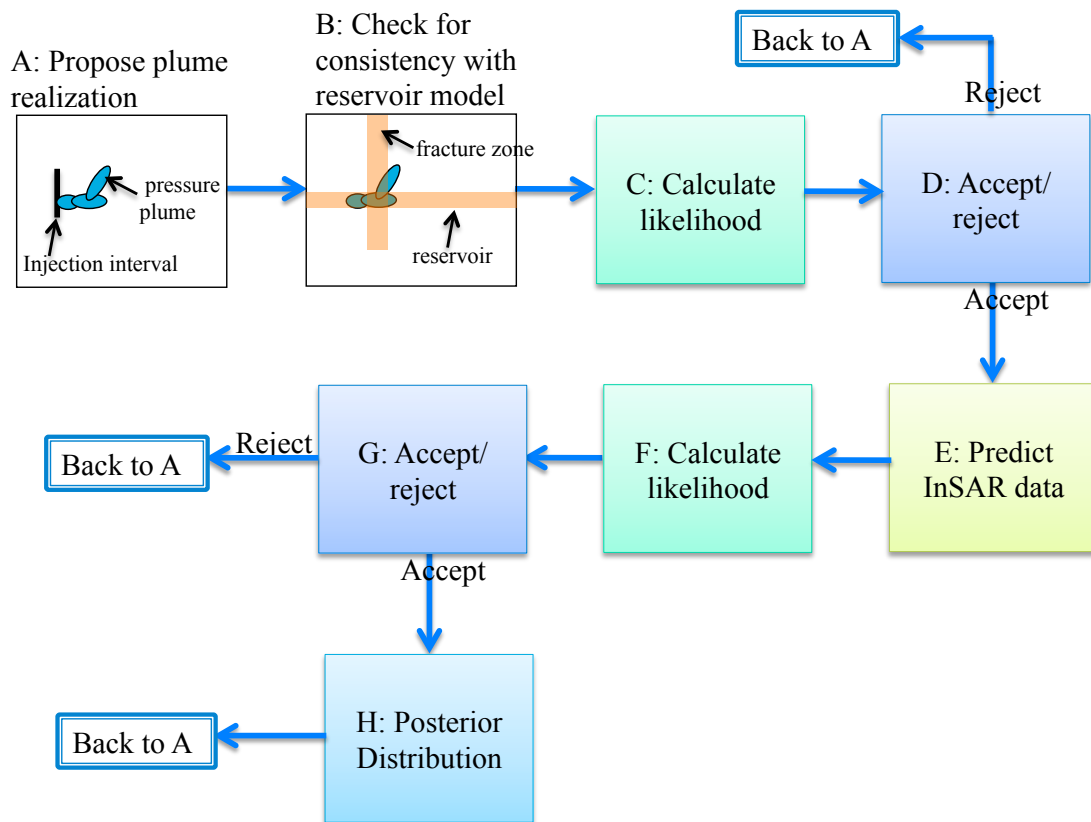 A: Propose plume
realization
pressure
plume
Injection interval
B: Check for
consistency with
reservoir model
fracture zone
reservoir
C: Calculate
likelihood
D: Accept/
reject
Reject
Back to A
Accept
E: Predict
InSAR data
F: Calculate
likelihood
G: Accept/
reject
Reject
Back to A
Accept
H: Posterior
Distribution
Back to A